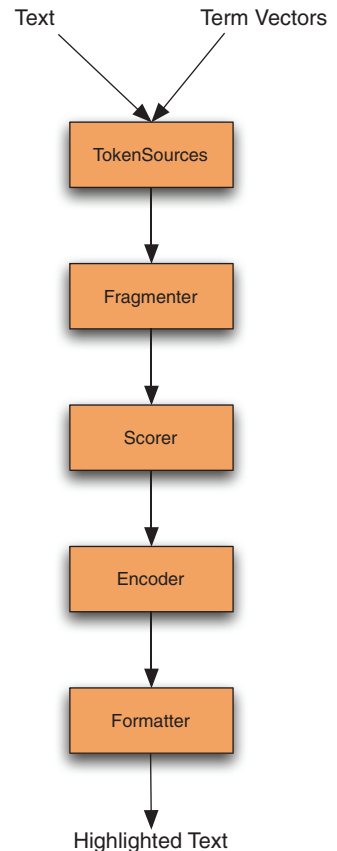 Text
Term Vectors
TokenSources
Fragmenter
Scorer
Encoder
Formatter
Highlighted Text